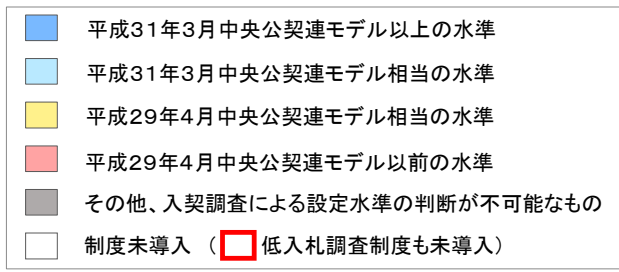 平成31年3月中央公契連モデル以上の水準
平成31年3月中央公契連モデル相当の水準
平成29年4月中央公契連モデル相当の水準
平成29年4月中央公契連モデル以前の水準
その他、入契調査による設定水準の判断が不可能なもの
制度未導入 ( 低入札調査制度も未導入)